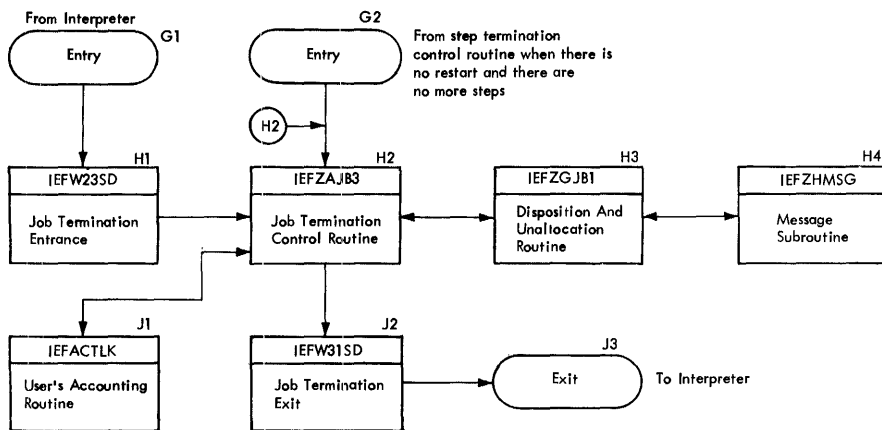 From Interpreter
G1
Entry
G2
Entry
From step termination
control routine when there is
no restart and there are
no more steps
H2
H1
IEFW23SD
Job Termination
Entrance
H2
IEFZAJB3
Job Termination
Control Routine
H3
IEFZGJB1
Disposition And
Unallocation
Routine
H4
IEFZHMSG
Message
Subroutine
J1
IEFACTLK
User's Accounting
Routine
J2
IEFW31SD
Job Termination
Exit
J3
Exit
To Interpreter